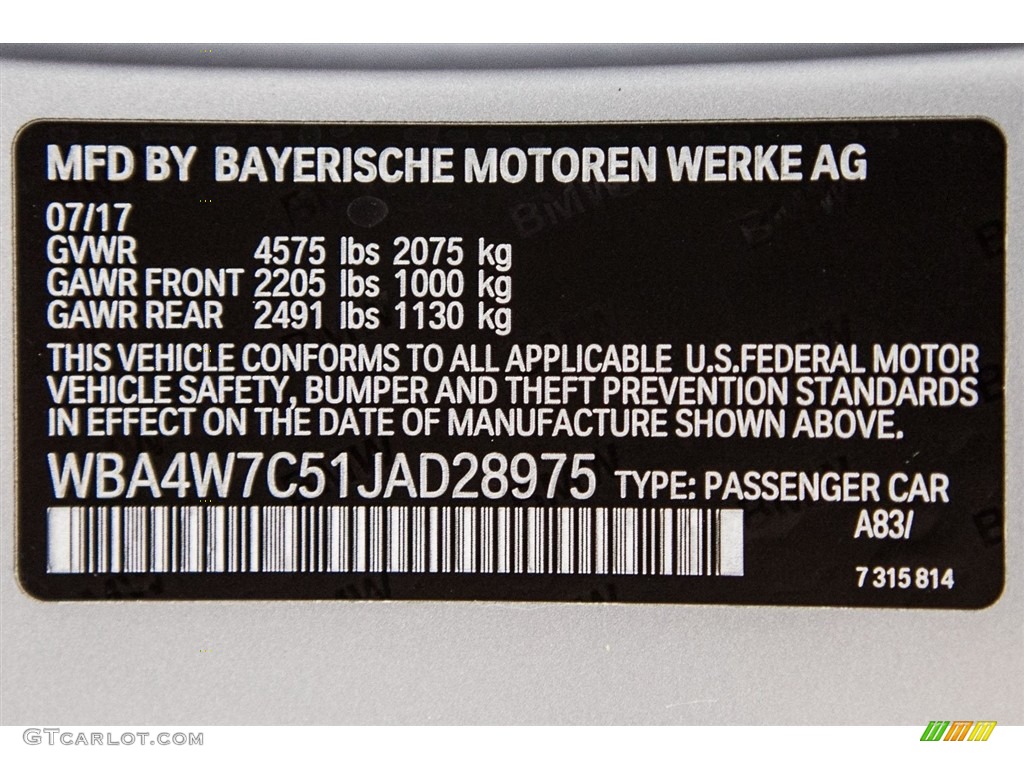 MFD BY BAYERISCHE MOTOREN WERKE AG
07/17
GVWR 4575 lbs 2075 kg
GAWR FRONT 2205 lbs 1000 kg
GAWR REAR 2491 lbs 1130 kg
THIS VEHICLE CONFORMS TO ALL APPLICABLE U.S.FEDERAL MOTOR
VEHICLE SAFETY, BUMPER AND THEFT PREVENTION STANDARDS
IN EFFECT ON THE DATE OF MANUFACTURE SHOWN ABOVE.
WBA4W7C51JAD28975 TYPE: PASSENGER CAR
A83/
7 315 814
GTCARLOT.COM